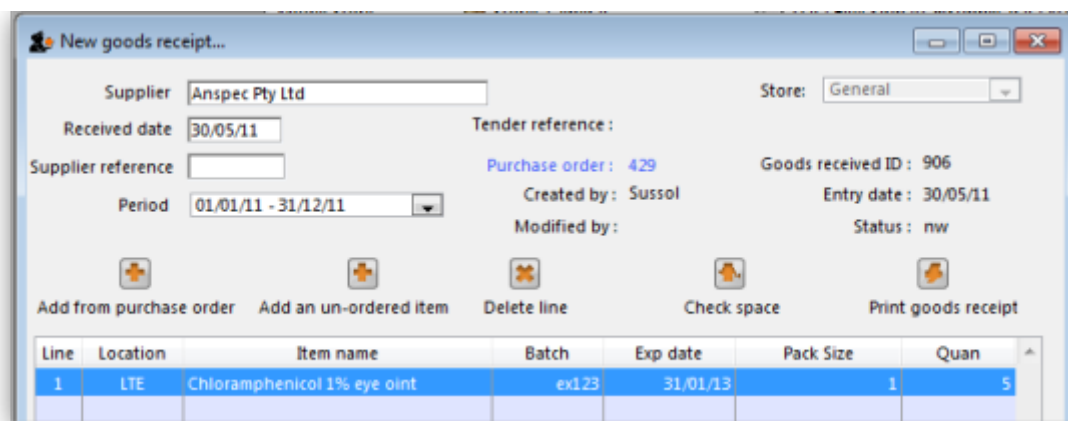 New goods receipt...
Supplier Anspec Pty Ltd Store: General
Received date 30/05/11 Tender reference :
Supplier reference Purchase order : 429 Goods received ID : 906
Period 01/01/11 - 31/12/11 Created by : Sussol Entry date : 30/05/11
Modified by : Status : nw
Add from purchase order Add an un-ordered item Delete line Check space Print goods receipt
Line Location Item name Batch Exp date Pack Size Quan
1 LTE Chloramphenicol 1% eye oint ex123 31/01/13 1 5